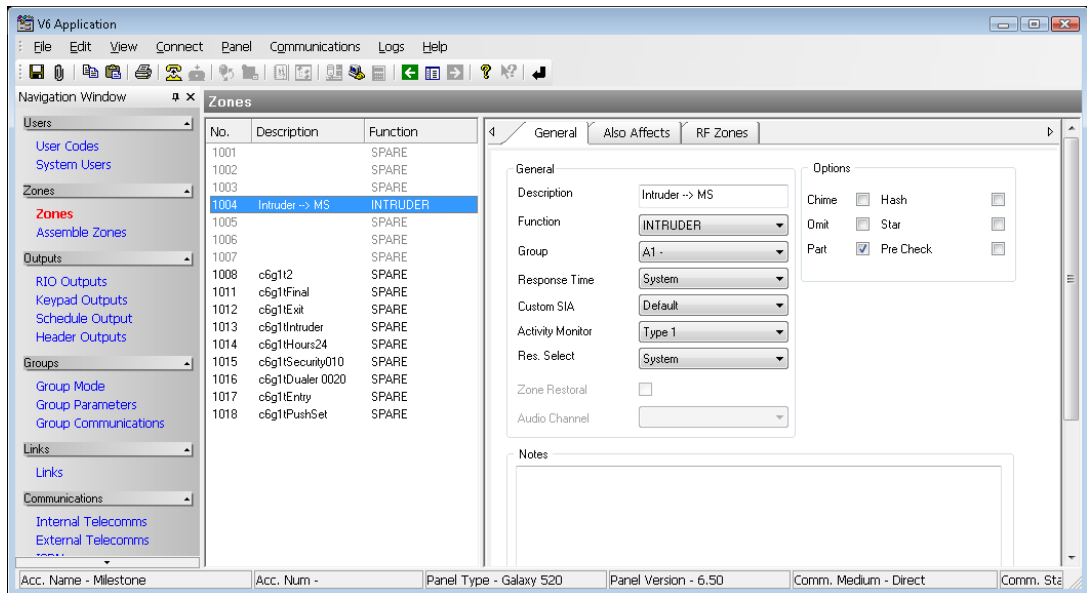 V6 Application
File Edit View Connect Panel Communications Logs Help
Navigation Window
Users
User Codes
System Users
Zones
Zones
Assemble Zones
Outputs
RIO Outputs
Keypad Outputs
Schedule Output
Header Outputs
Groups
Group Mode
Group Parameters
Group Communications
Links
Links
Communications
Internal Telecomms
External Telecomms
Zones
No. Description Function
1001 SPARE
1002 SPARE
1003 SPARE
1004 Intruder --> MS INTRUDER
1005 SPARE
1006 SPARE
1007 SPARE
1008 c6g1t2 SPARE
1011 c6g1tFinal SPARE
1012 c6g1tExit SPARE
1013 c6g1tIntruder SPARE
1014 c6g1tHours24 SPARE
1015 c6g1tSecurity010 SPARE
1016 c6g1tDualer 0020 SPARE
1017 c6g1tEntry SPARE
1018 c6g1tPushSet SPARE
General Also Affects RF Zones
General
Description Intruder --> MS
Function INTRUDER
Group A1 -
Response Time System
Custom SIA Default
Activity Monitor Type 1
Res. Select System
Zone Restoral
Audio Channel
Options
Chime Hash
Omit Star
Part Pre Check
Notes
Acc. Name - Milestone Acc. Num - Panel Type - Galaxy 520 Panel Version - 6.50 Comm. Medium - Direct Comm. Sta